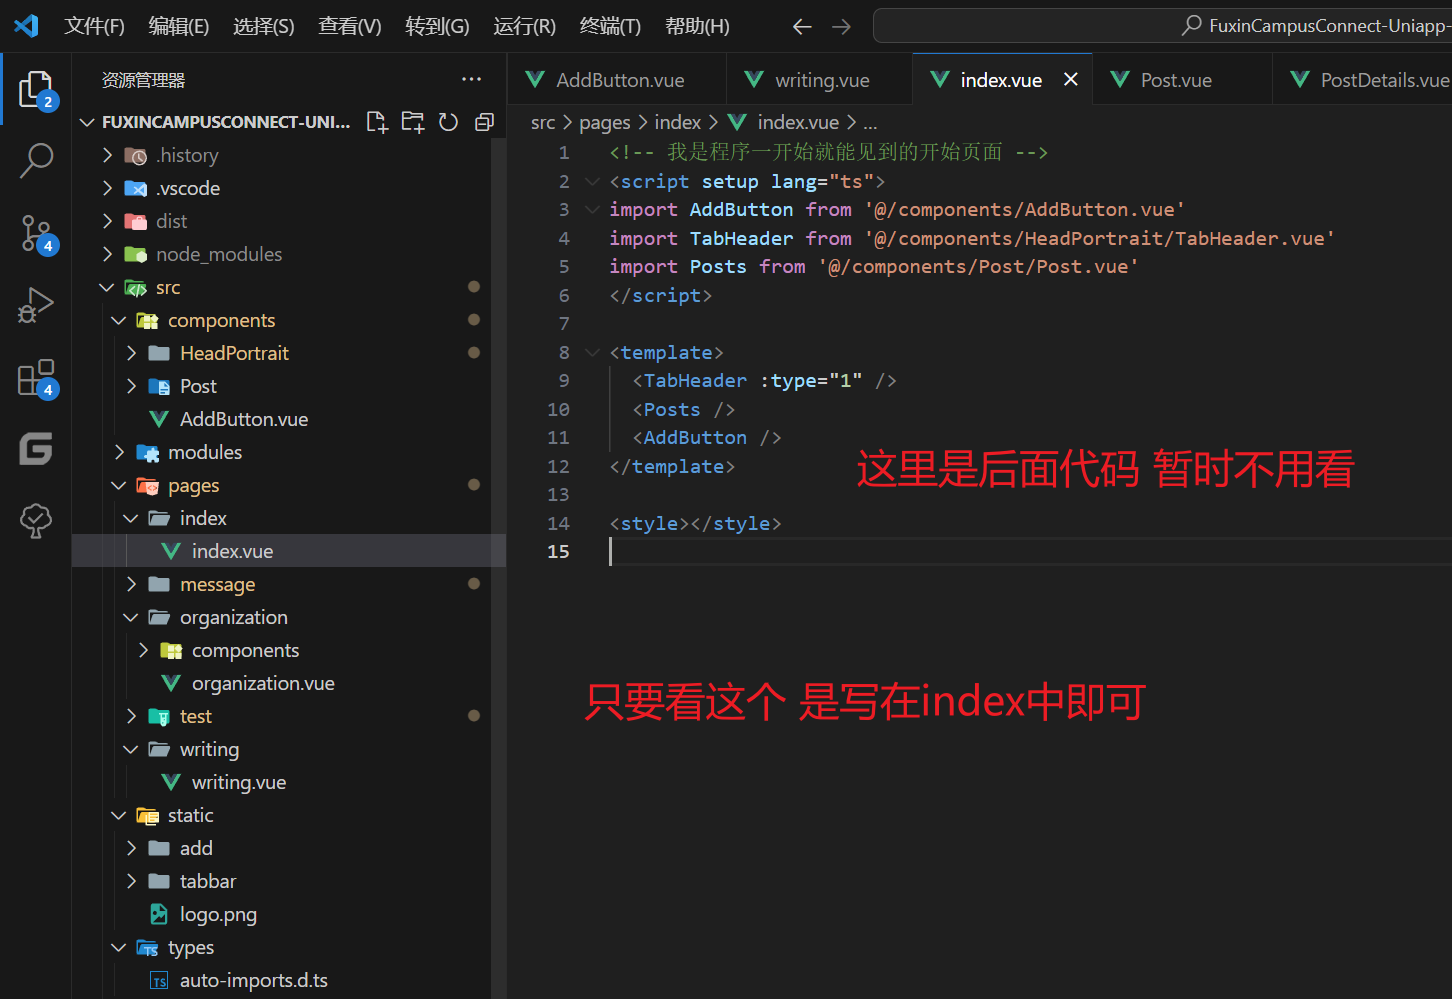 文件(F) 编辑(E) 选择(S) 查看(V) 转到(G) 运行(R) 终端(T) 帮助(H) FuxinCampusConnect-Uniapp-
资源管理器
AddButton.vue writing.vue index.vue Post.vue PostDetails.vue
2
FUXINCAMPUSCONNECT-UNI...
src > pages > index > index.vue > ...
.history
.vscode
dist
node_modules
src
components
HeadPortrait
Post
AddButton.vue
modules
pages
index
index.vue
message
organization
components
organization.vue
test
writing
writing.vue
static
add
tabbar
logo.png
types
auto-imports.d.ts
4
4
1 <!-- 我是程序一开始就能见到的开始页面 -->
2 <script setup lang="ts">
3 import AddButton from '@/components/AddButton.vue'
4 import TabHeader from '@/components/HeadPortrait/TabHeader.vue'
5 import Posts from '@/components/Post/Post.vue'
6 </script>
7
8 <template>
9 <TabHeader :type="1" />
10 <Posts />
11 <AddButton />
12 </template>
13
14 <style></style>
15
这里是后面代码 暂时不用看
只要看这个 是写在index中即可